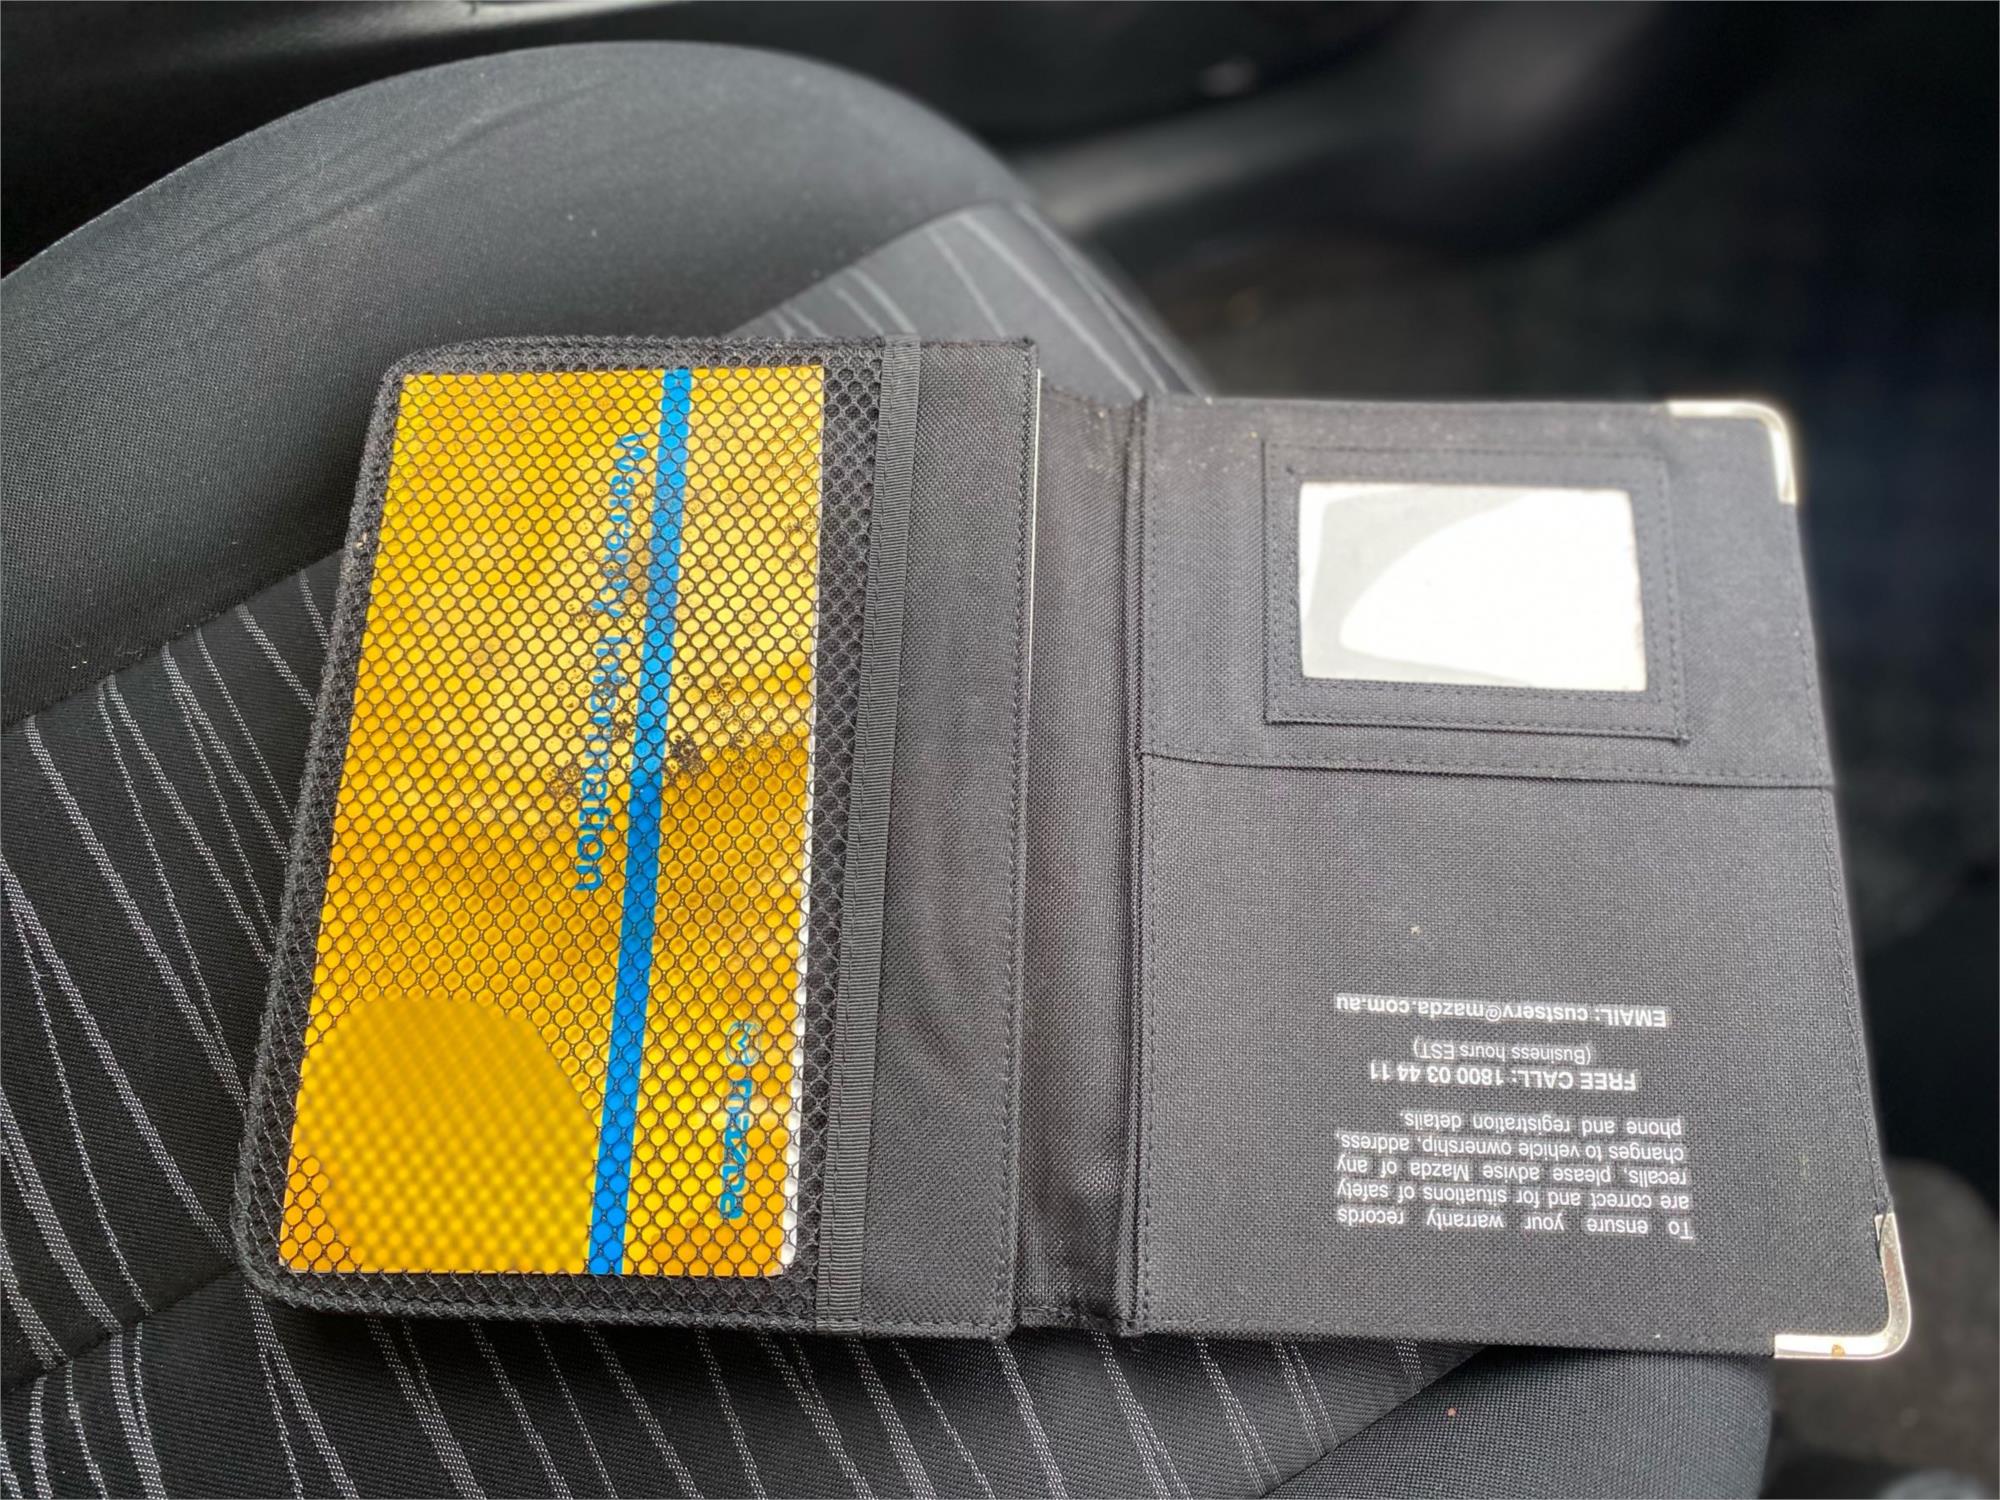 Warranty Information
mazda
To ensure your warranty records
are correct and for situations of safety
recalls, please advise Mazda of any
changes to vehicle ownership, address,
phone and registration details.
FREE CALL: 1800 03 44 11
(Business hours EST)
EMAIL: custserv@mazda.com.au